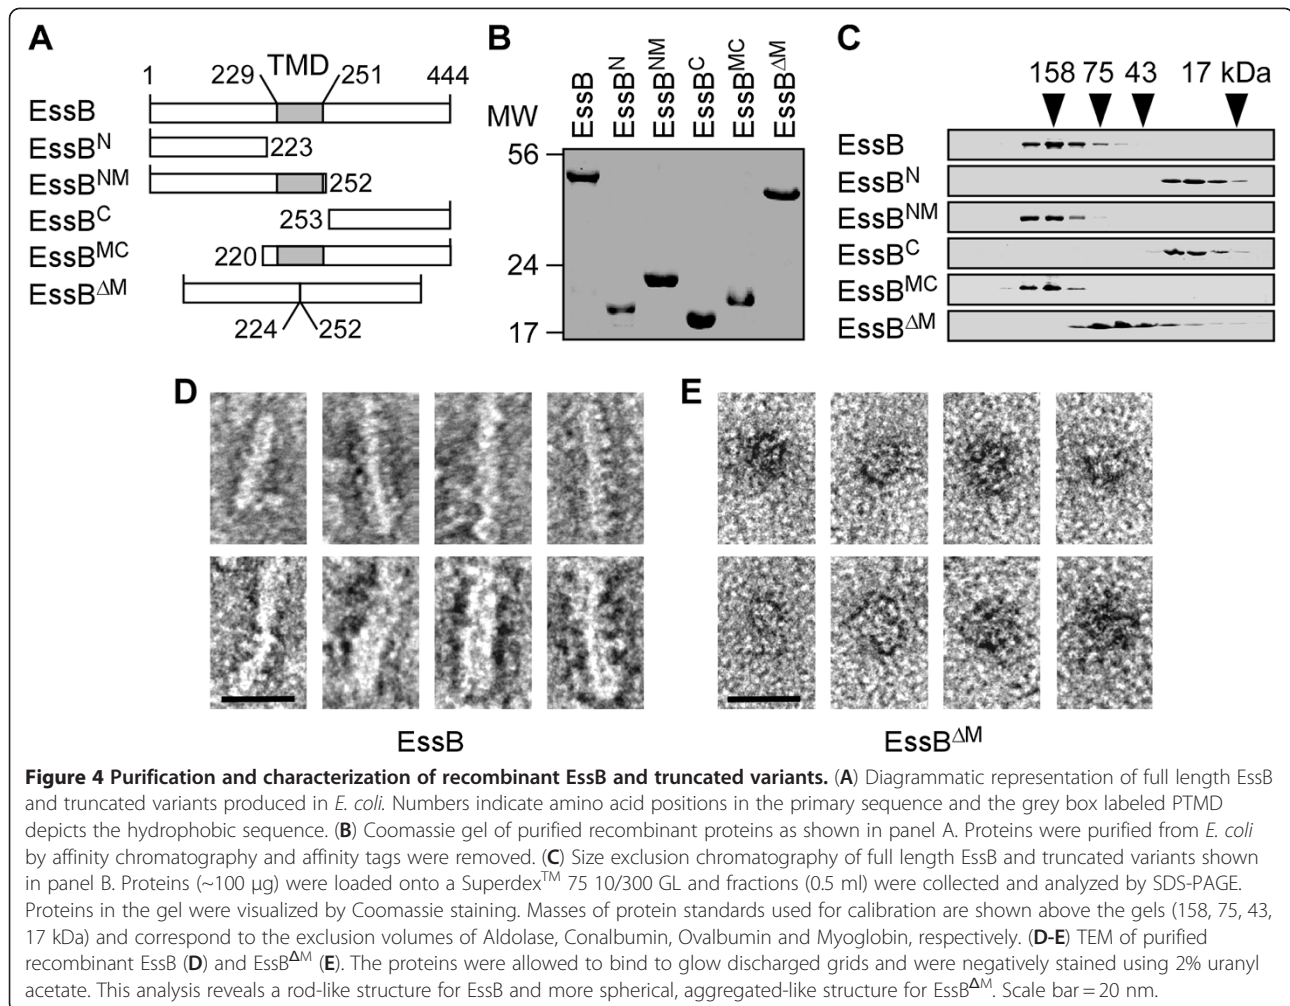 A
TMD
1 229 251 444
EssB
EssB^N 223
EssB^NM 252
EssB^C 253
EssB^MC 220
EssB^ΔM
224 252
B
EssB EssB^N EssB^NM EssB^C EssB^MC EssB^ΔM
MW
56
24
17
C
158 75 43 17 kDa
EssB
EssB^N
EssB^NM
EssB^C
EssB^MC
EssB^ΔM
D
EssB
E
EssB^ΔM
Figure 4 Purification and characterization of recombinant EssB and truncated variants. (A) Diagrammatic representation of full length EssB
and truncated variants produced in E. coli. Numbers indicate amino acid positions in the primary sequence and the grey box labeled PTMD
depicts the hydrophobic sequence. (B) Coomassie gel of purified recombinant proteins as shown in panel A. Proteins were purified from E. coli
by affinity chromatography and affinity tags were removed. (C) Size exclusion chromatography of full length EssB and truncated variants shown
in panel B. Proteins (~100 μg) were loaded onto a Superdex™ 75 10/300 GL and fractions (0.5 ml) were collected and analyzed by SDS-PAGE.
Proteins in the gel were visualized by Coomassie staining. Masses of protein standards used for calibration are shown above the gels (158, 75, 43,
17 kDa) and correspond to the exclusion volumes of Aldolase, Conalbumin, Ovalbumin and Myoglobin, respectively. (D-E) TEM of purified
recombinant EssB (D) and EssB^ΔM (E). The proteins were allowed to bind to glow discharged grids and were negatively stained using 2% uranyl
acetate. This analysis reveals a rod-like structure for EssB and more spherical, aggregated-like structure for EssB^ΔM. Scale bar = 20 nm.